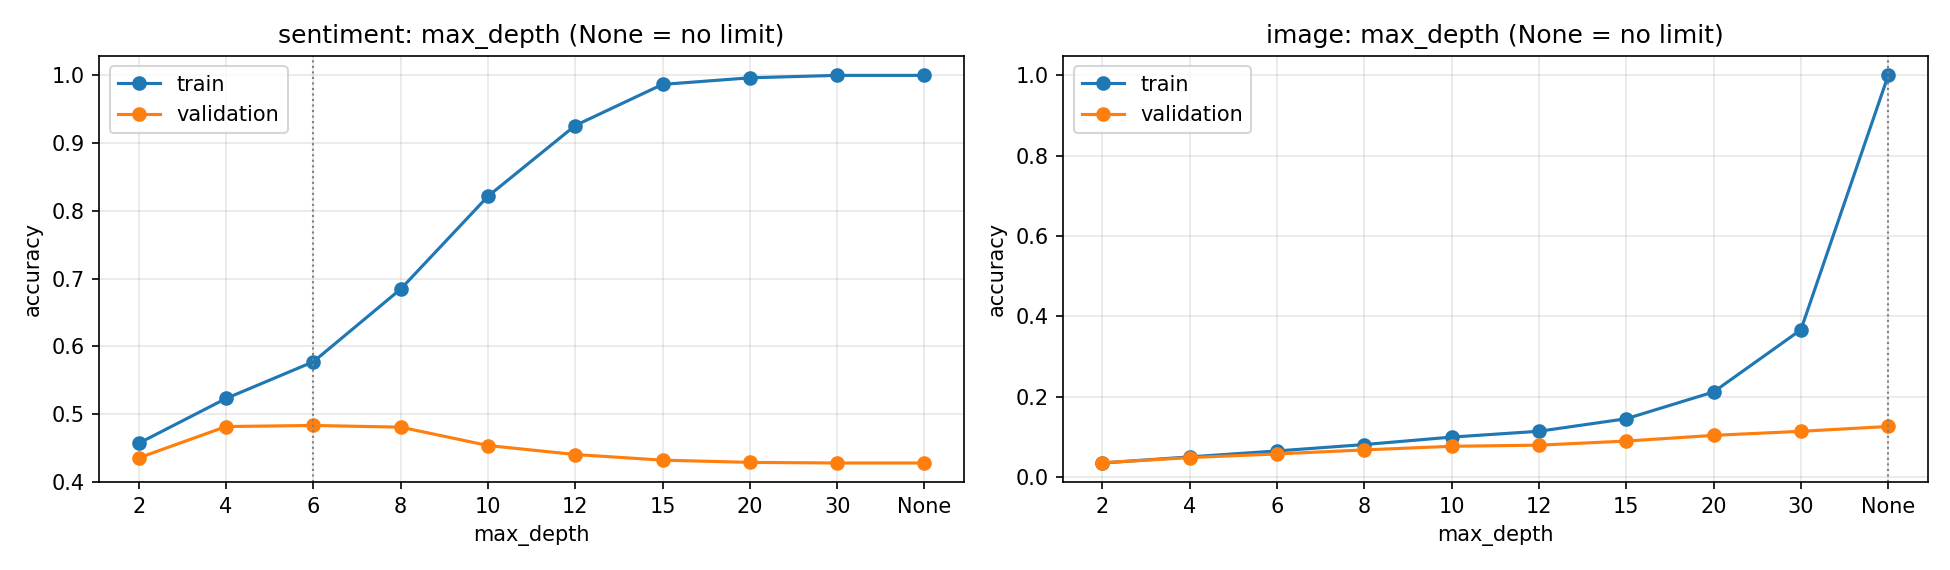 sentiment: max_depth (None = no limit)
train
validation
1.0
0.9
0.8
0.7
0.6
0.5
0.4
accuracy
2 4 6 8 10 12 15 20 30 None
max_depth
image: max_depth (None = no limit)
train
validation
1.0
0.8
0.6
0.4
0.2
0.0
accuracy
2 4 6 8 10 12 15 20 30 None
max_depth